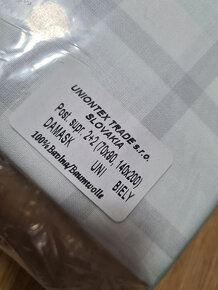 UNIONTEX TRADE s.r.o.
SLOVAKIA
Post. supr. 2+2 (70x90, 140x200)
DAMASK UNI BIELY
100% Bavlna/Baumwolle